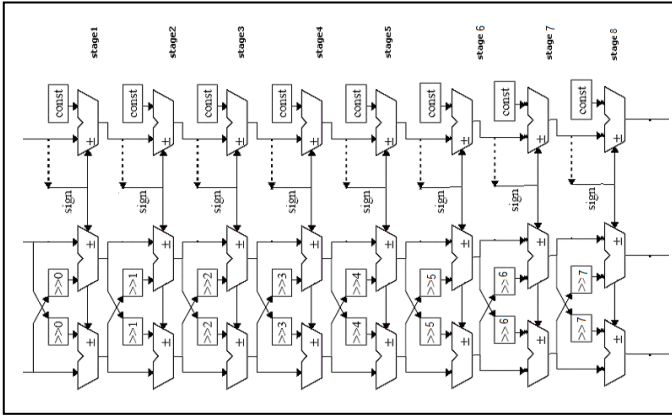 ± >>0 >>0 ± sign ± const stage1
± >>1 >>1 ± sign ± const stage2
± >>2 >>2 ± sign ± const stage3
± >>3 >>3 ± sign ± const stage4
± >>4 >>4 ± sign ± const stage5
± >>5 >>5 ± sign ± const stage 6
± >>6 >>6 ± sign ± const stage 7
± >>7 >>7 ± sign ± const stage 8